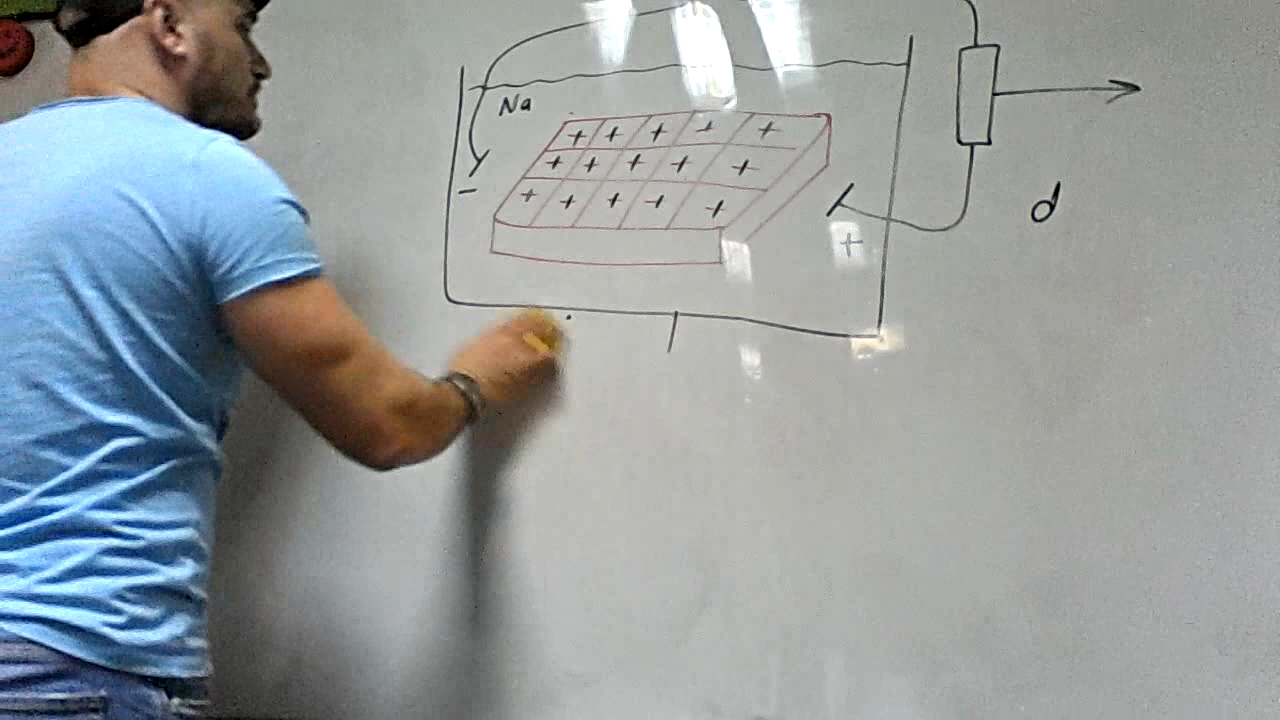 Na
+ + + + +
+ + + + +
- + + + + +
+
d